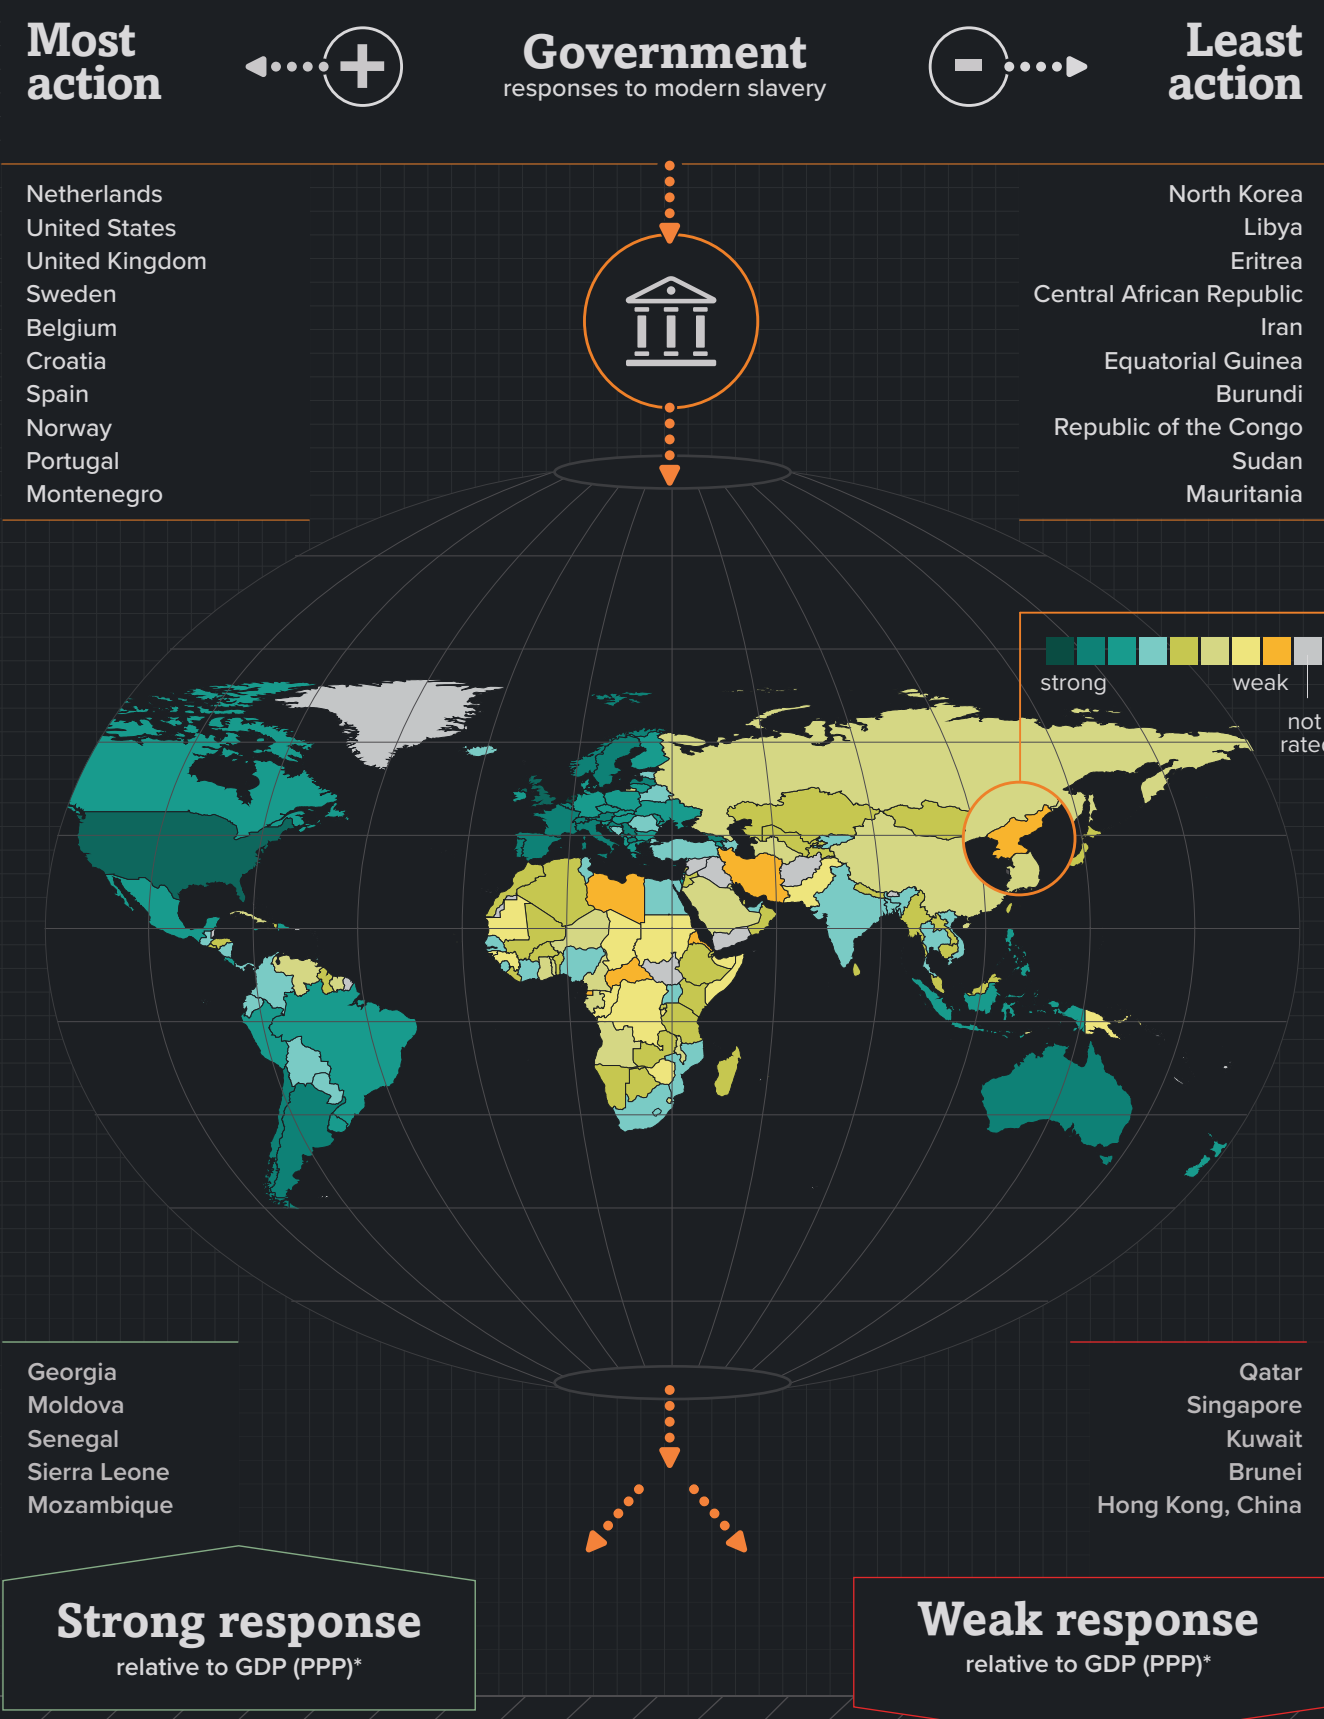 Most
action
Government
responses to modern slavery
Least
action
Netherlands
United States
United Kingdom
Sweden
Belgium
Croatia
Spain
Norway
Portugal
Montenegro
North Korea
Libya
Eritrea
Central African Republic
Iran
Equatorial Guinea
Burundi
Republic of the Congo
Sudan
Mauritania
strong
weak
not
rated
Georgia
Moldova
Senegal
Sierra Leone
Mozambique
Qatar
Singapore
Kuwait
Brunei
Hong Kong, China
Strong response
relative to GDP (PPP)*
Weak response
relative to GDP (PPP)*